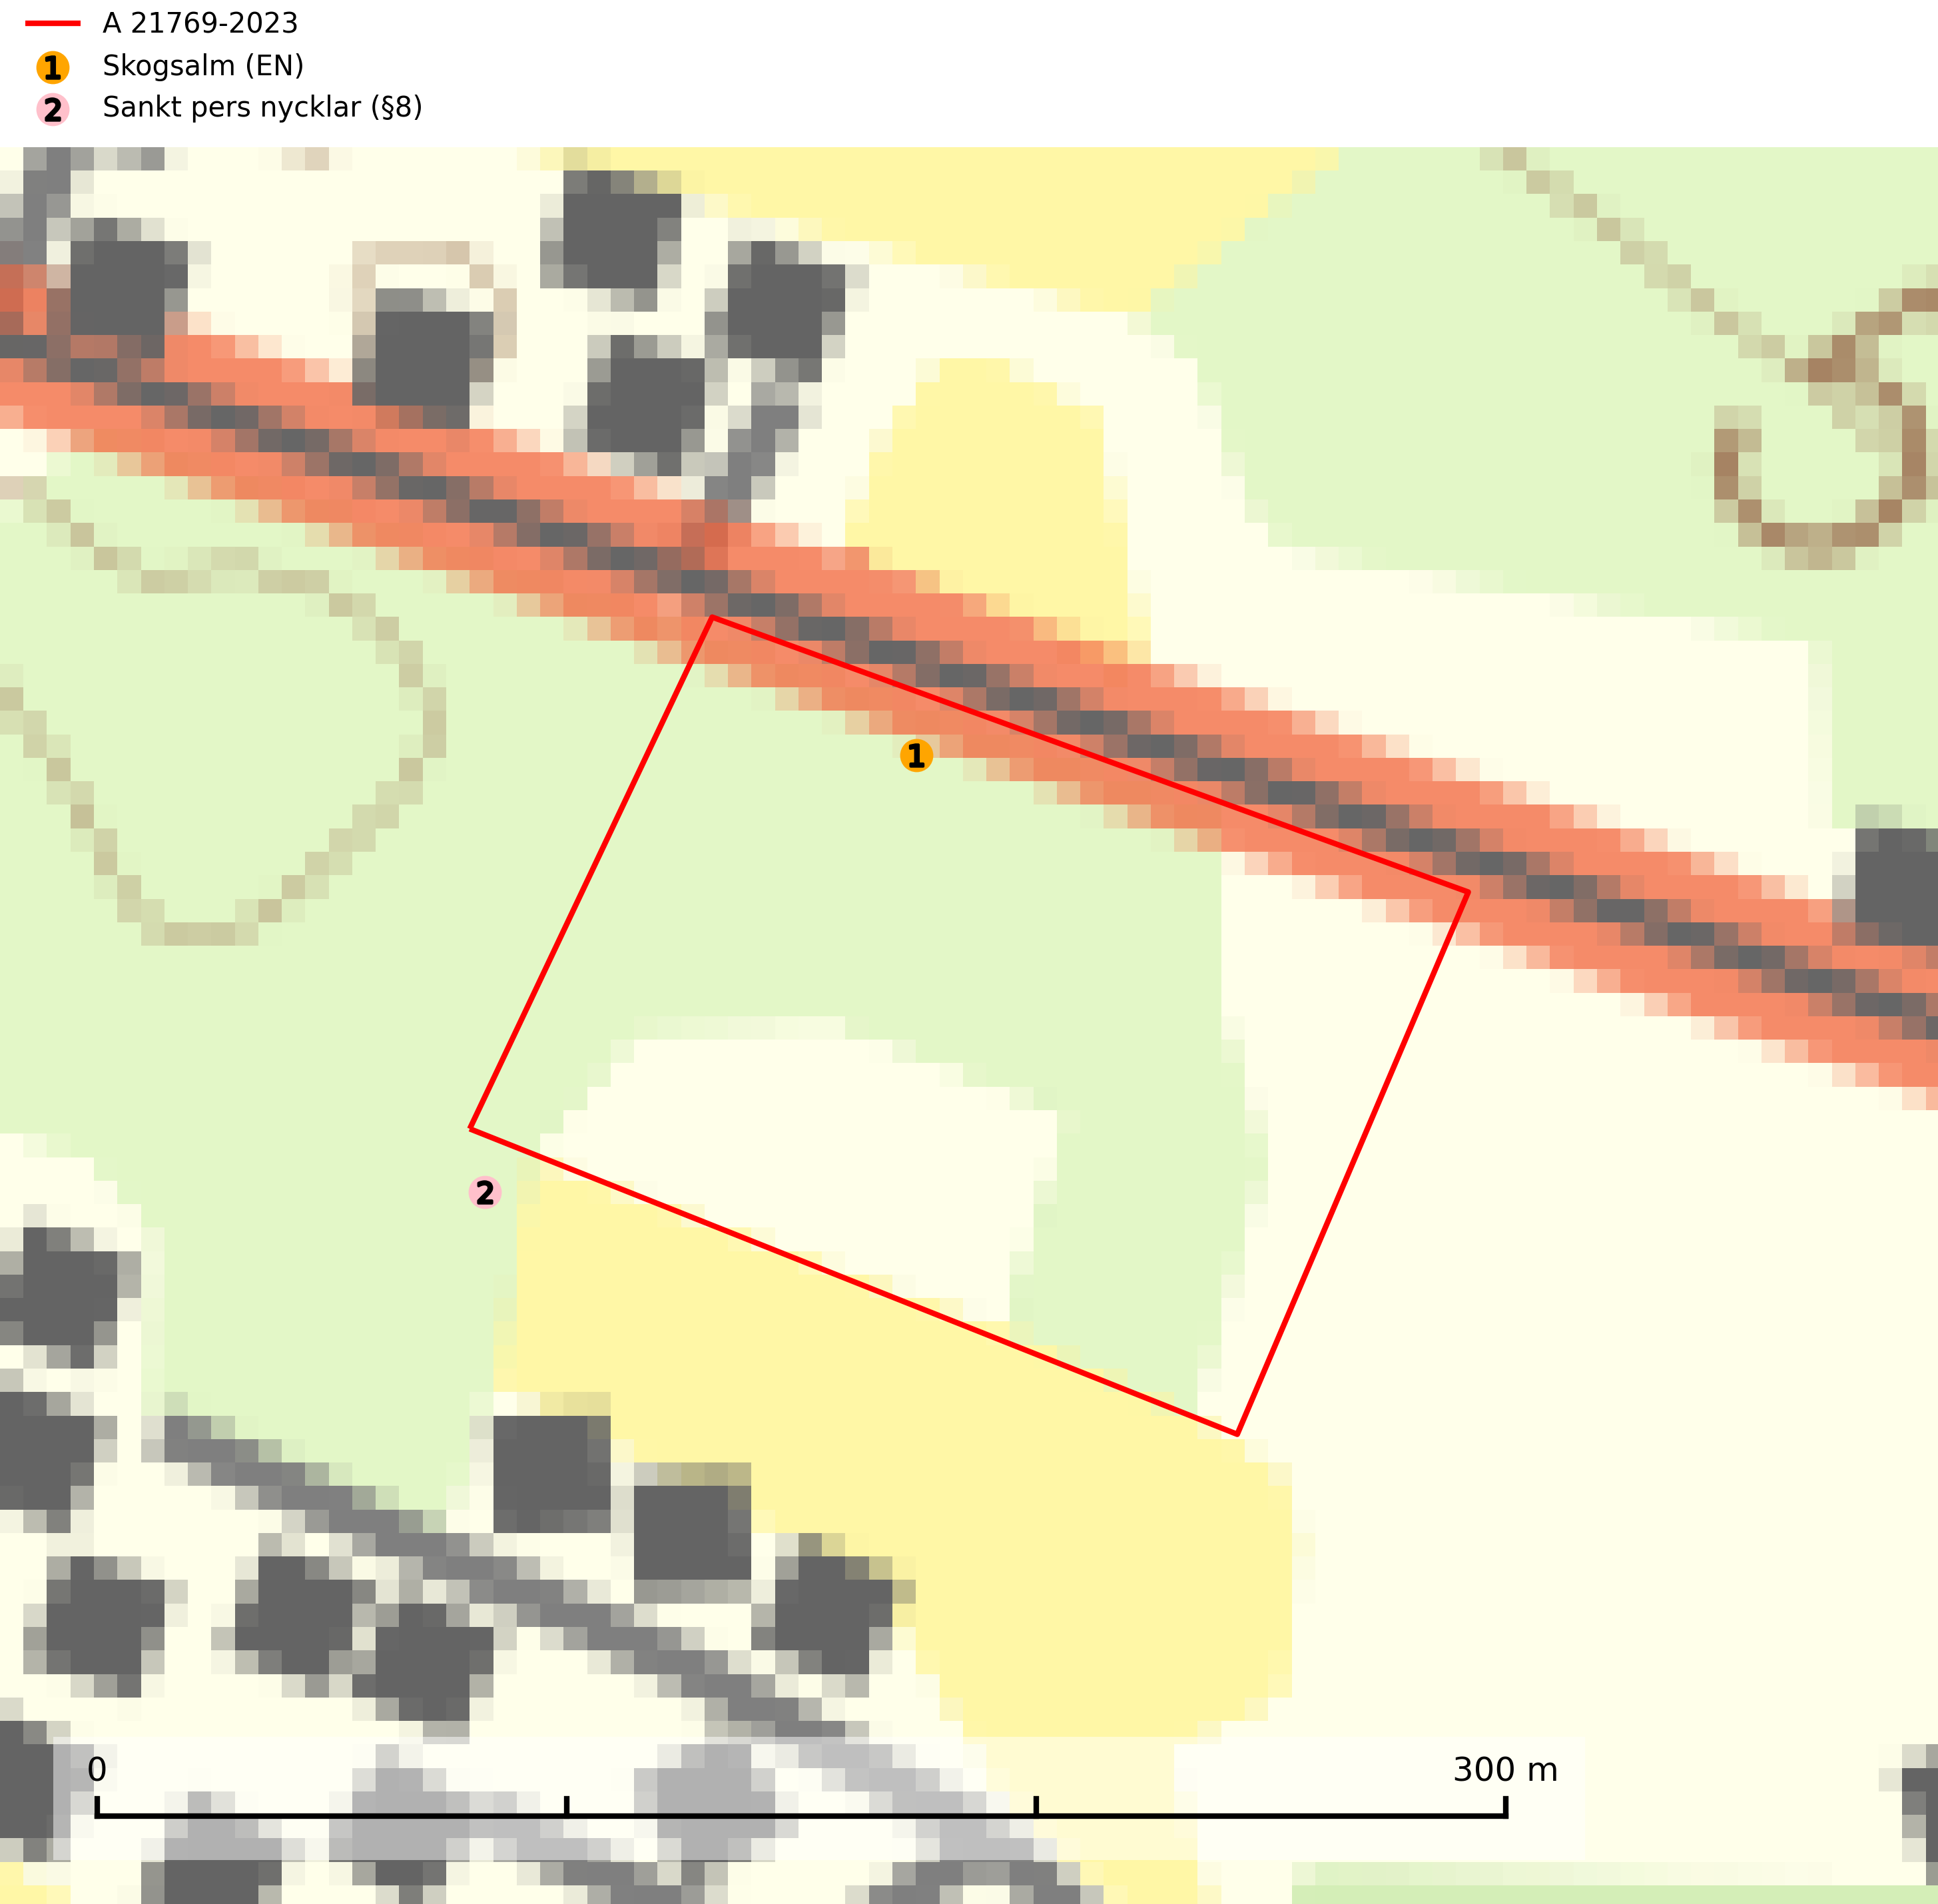 A 21769-2023
1 Skogsalm (EN)
2 Sankt pers nycklar (§8)
1
2
0 300 m